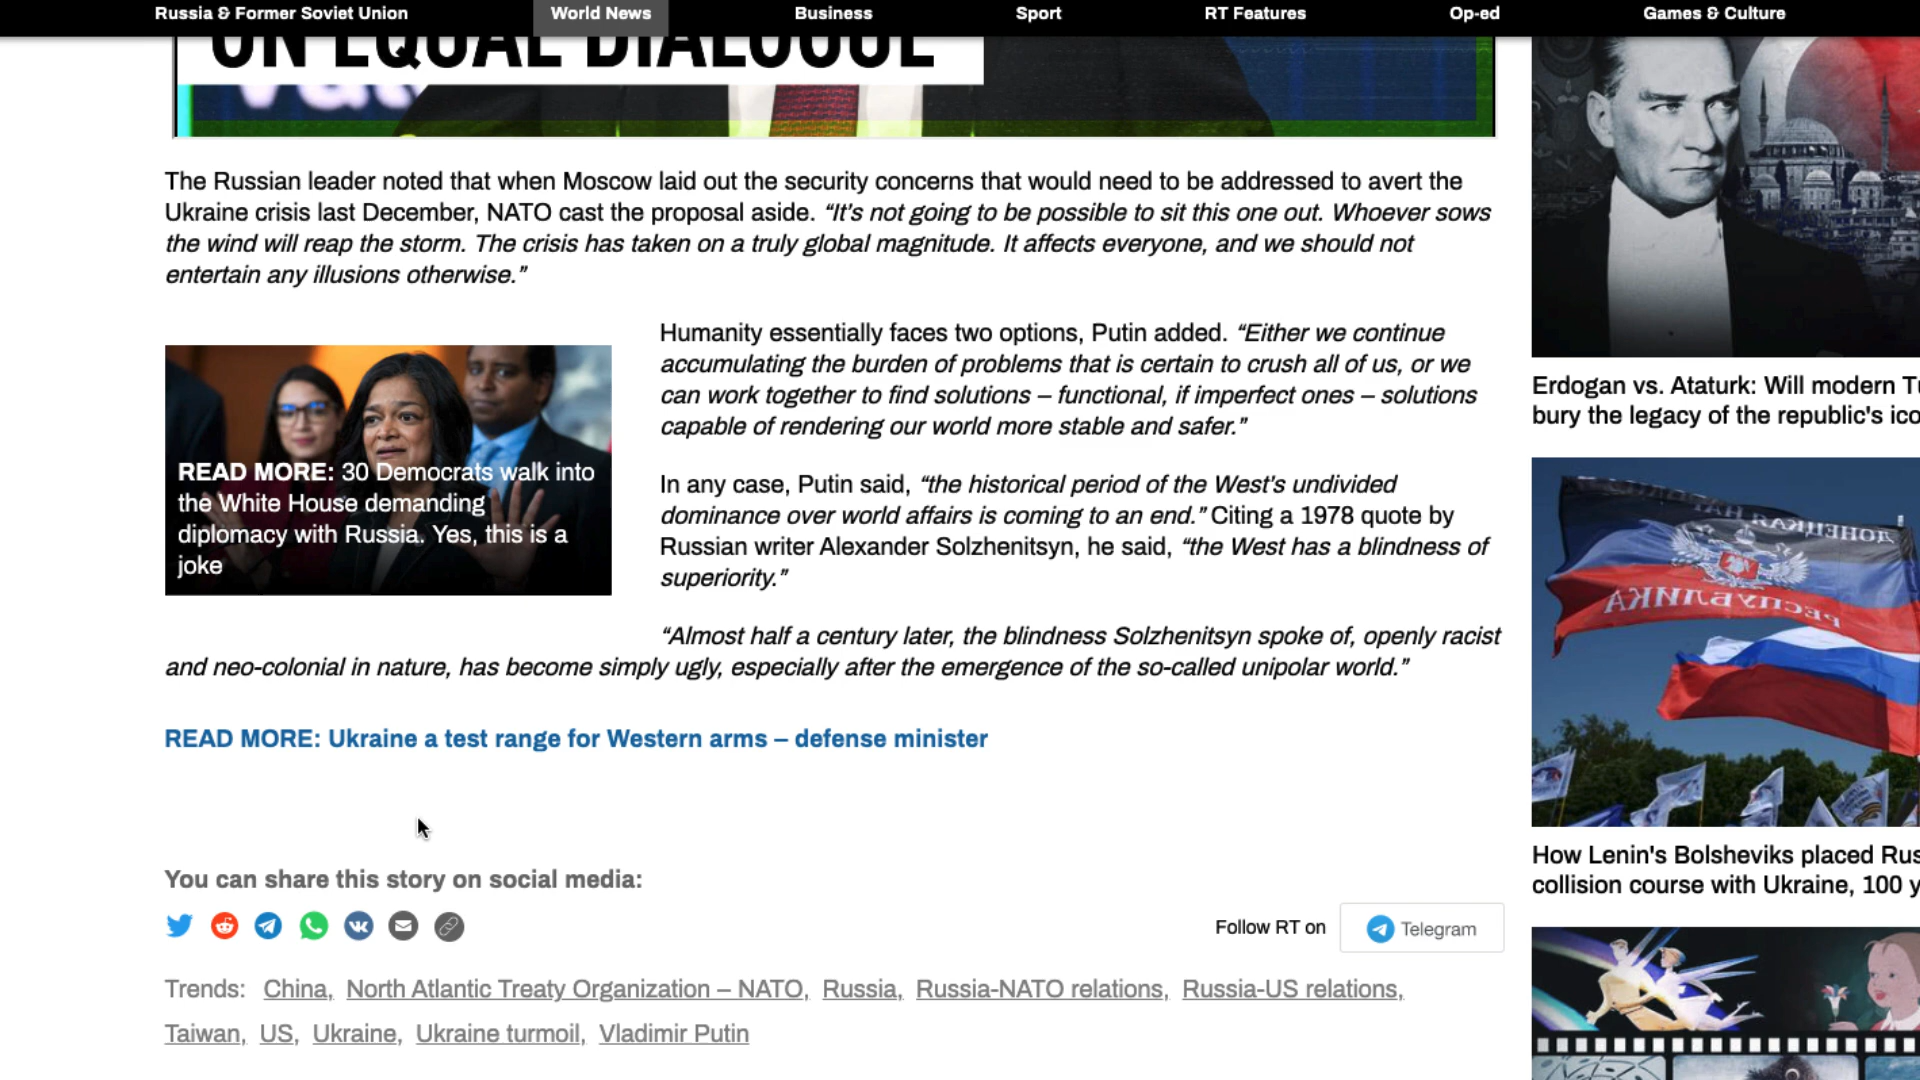 Russia & Former Soviet Union World News Business Sport RT Features Op-ed Games & Culture
ON EQUAL DIALOGUE
The Russian leader noted that when Moscow laid out the security concerns that would need to be addressed to avert the
Ukraine crisis last December, NATO cast the proposal aside. “It’s not going to be possible to sit this one out. Whoever sows
the wind will reap the storm. The crisis has taken on a truly global magnitude. It affects everyone, and we should not
entertain any illusions otherwise.”
READ MORE: 30 Democrats walk into
the White House demanding
diplomacy with Russia. Yes, this is a
joke
Humanity essentially faces two options, Putin added. “Either we continue
accumulating the burden of problems that is certain to crush all of us, or we
can work together to find solutions – functional, if imperfect ones – solutions
capable of rendering our world more stable and safer.”
In any case, Putin said, “the historical period of the West’s undivided
dominance over world affairs is coming to an end.” Citing a 1978 quote by
Russian writer Alexander Solzhenitsyn, he said, “the West has a blindness of
superiority.”
“Almost half a century later, the blindness Solzhenitsyn spoke of, openly racist
and neo-colonial in nature, has become simply ugly, especially after the emergence of the so-called unipolar world.”
READ MORE: Ukraine a test range for Western arms – defense minister
You can share this story on social media:
Follow RT on Telegram
Trends: China, North Atlantic Treaty Organization – NATO, Russia, Russia-NATO relations, Russia-US relations,
Taiwan, US, Ukraine, Ukraine turmoil, Vladimir Putin
Erdogan vs. Ataturk: Will modern
bury the legacy of the republic's
ДОНЕЦКАЯ НАР
РЕСПУБЛИКА
РЕСПУБЛ
How Lenin's Bolsheviks placed
collision course with Ukraine, 100